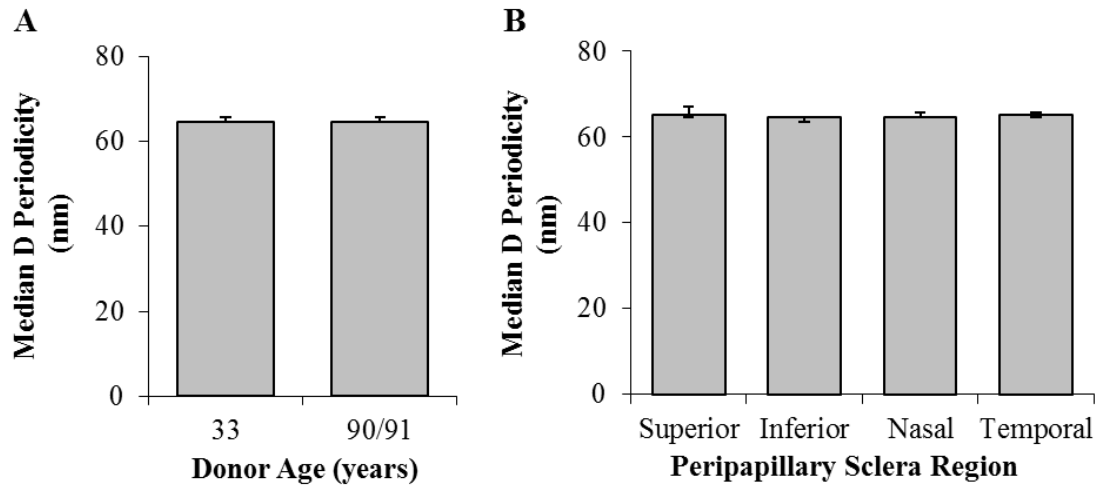 A
Median D Periodicity
(nm)
80
60
40
20
0
33 90/91
Donor Age (years)
B
Median D Periodicity
(nm)
80
60
40
20
0
Superior Inferior Nasal Temporal
Peripapillary Sclera Region